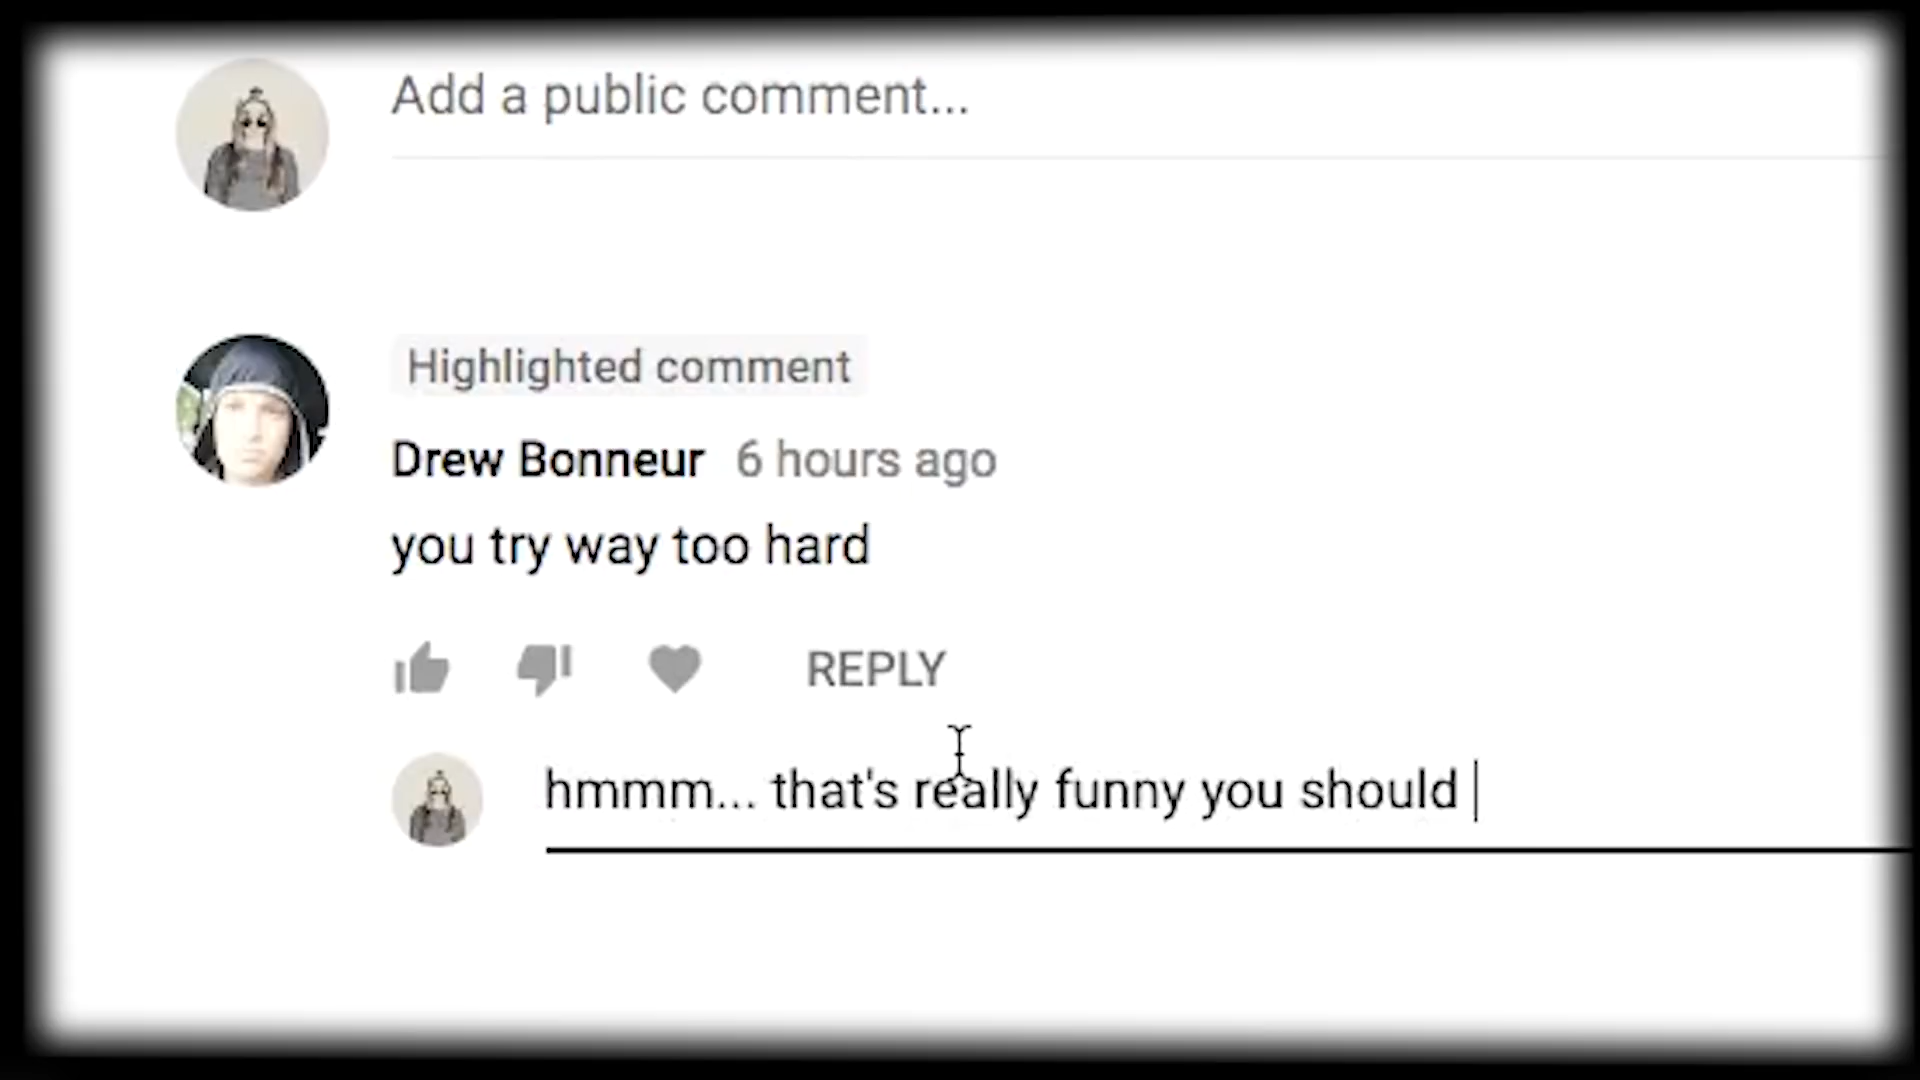 Add a public comment...
Highlighted comment
Drew Bonneur 6 hours ago
you try way too hard
REPLY
hmmm... that's really funny you should